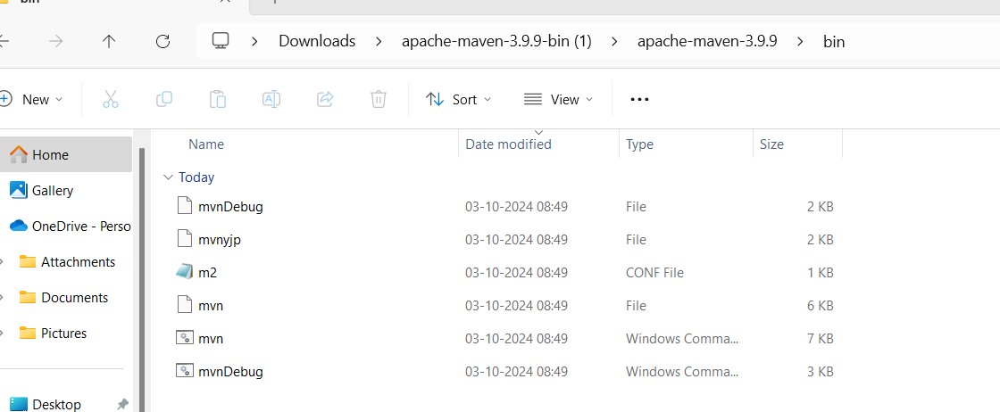 bin
Downloads > apache-maven-3.9.9-bin (1) > apache-maven-3.9.9 > bin
New Sort View
Name Date modified Type Size
Home
Gallery
OneDrive - Perso
Attachments
Documents
Pictures
Desktop
Today
mvnDebug 03-10-2024 08:49 File 2 KB
mvnyjp 03-10-2024 08:49 File 2 KB
m2 03-10-2024 08:49 CONF File 1 KB
mvn 03-10-2024 08:49 File 6 KB
mvn 03-10-2024 08:49 Windows Comma... 7 KB
mvnDebug 03-10-2024 08:49 Windows Comma... 3 KB